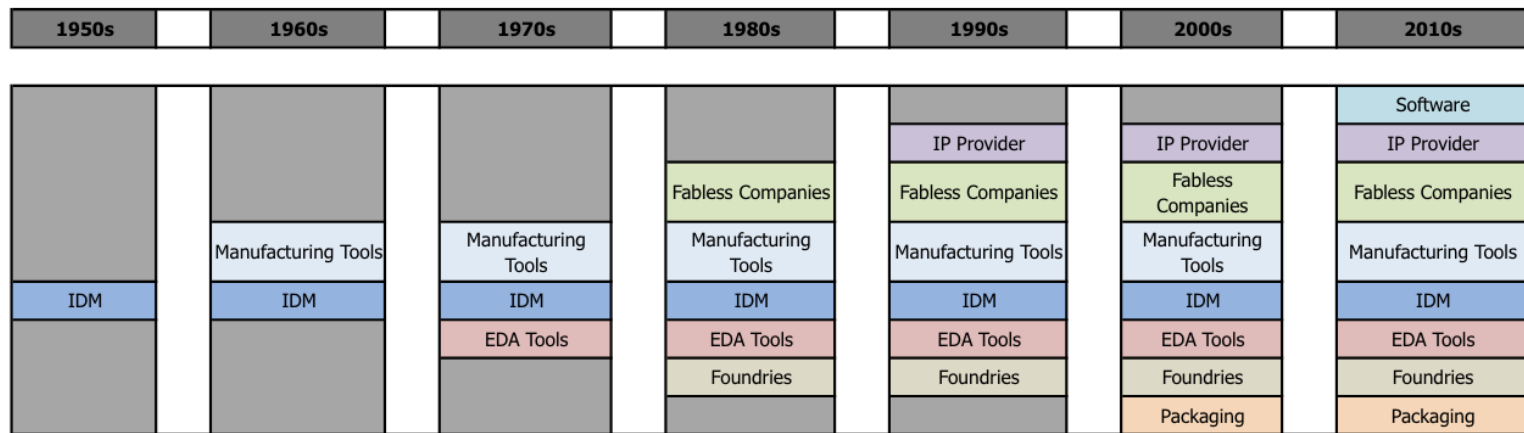 1950s 1960s 1970s 1980s 1990s 2000s 2010s
Software
IP Provider IP Provider IP Provider
Fabless Companies Fabless Companies Fabless Fabless Companies
Companies
Manufacturing Tools Manufacturing Manufacturing Manufacturing Tools Manufacturing Manufacturing Tools
Tools Tools Tools
IDM IDM IDM IDM IDM IDM IDM
EDA Tools EDA Tools EDA Tools EDA Tools EDA Tools
Foundries Foundries Foundries Foundries
Packaging Packaging